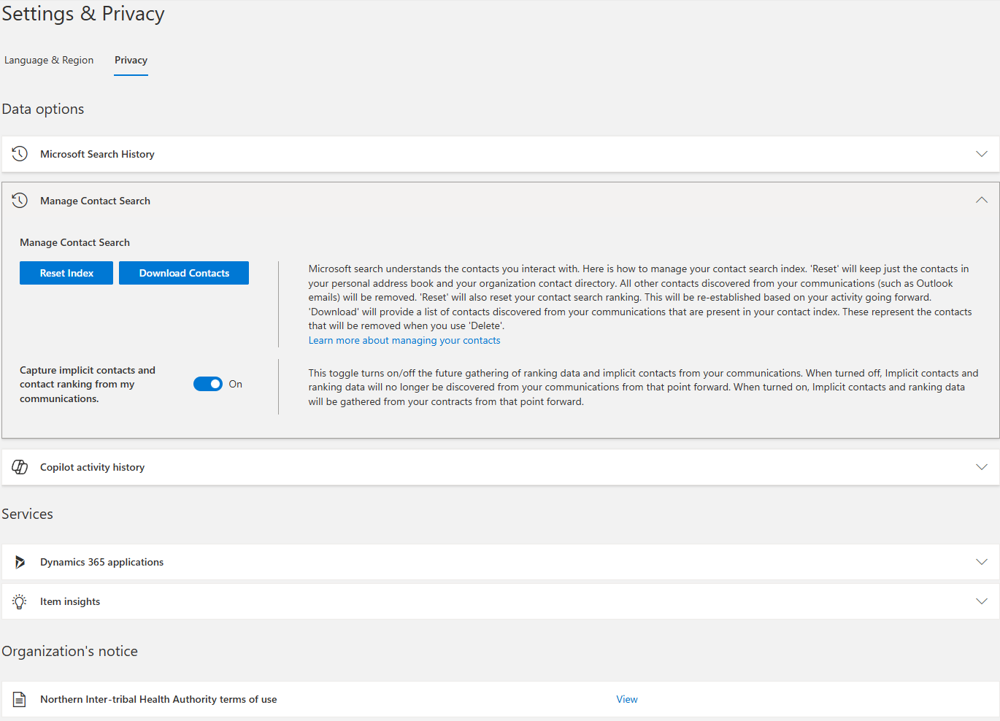 Settings & Privacy
Language & Region
Privacy
Data options
Microsoft Search History
Manage Contact Search
Manage Contact Search
Reset Index
Download Contacts
Microsoft search understands the contacts you interact with. Here is how to manage your contact search index. 'Reset' will keep just the contacts in
your personal address book and your organization contact directory. All other contacts discovered from your communications (such as Outlook
emails) will be removed. 'Reset' will also reset your contact search ranking. This will be re-established based on your activity going forward.
'Download' will provide a list of contacts discovered from your communications that are present in your contact index. These represent the contacts
that will be removed when you use 'Delete'.
Learn more about managing your contacts
Capture implicit contacts and
contact ranking from my
communications.
On
This toggle turns on/off the future gathering of ranking data and implicit contacts from your communications. When turned off, Implicit contacts and
ranking data will no longer be discovered from your communications from that point forward. When turned on, Implicit contacts and ranking data
will be gathered from your contracts from that point forward.
Copilot activity history
Services
Dynamics 365 applications
Item insights
Organization's notice
Northern Inter-tribal Health Authority terms of use
View